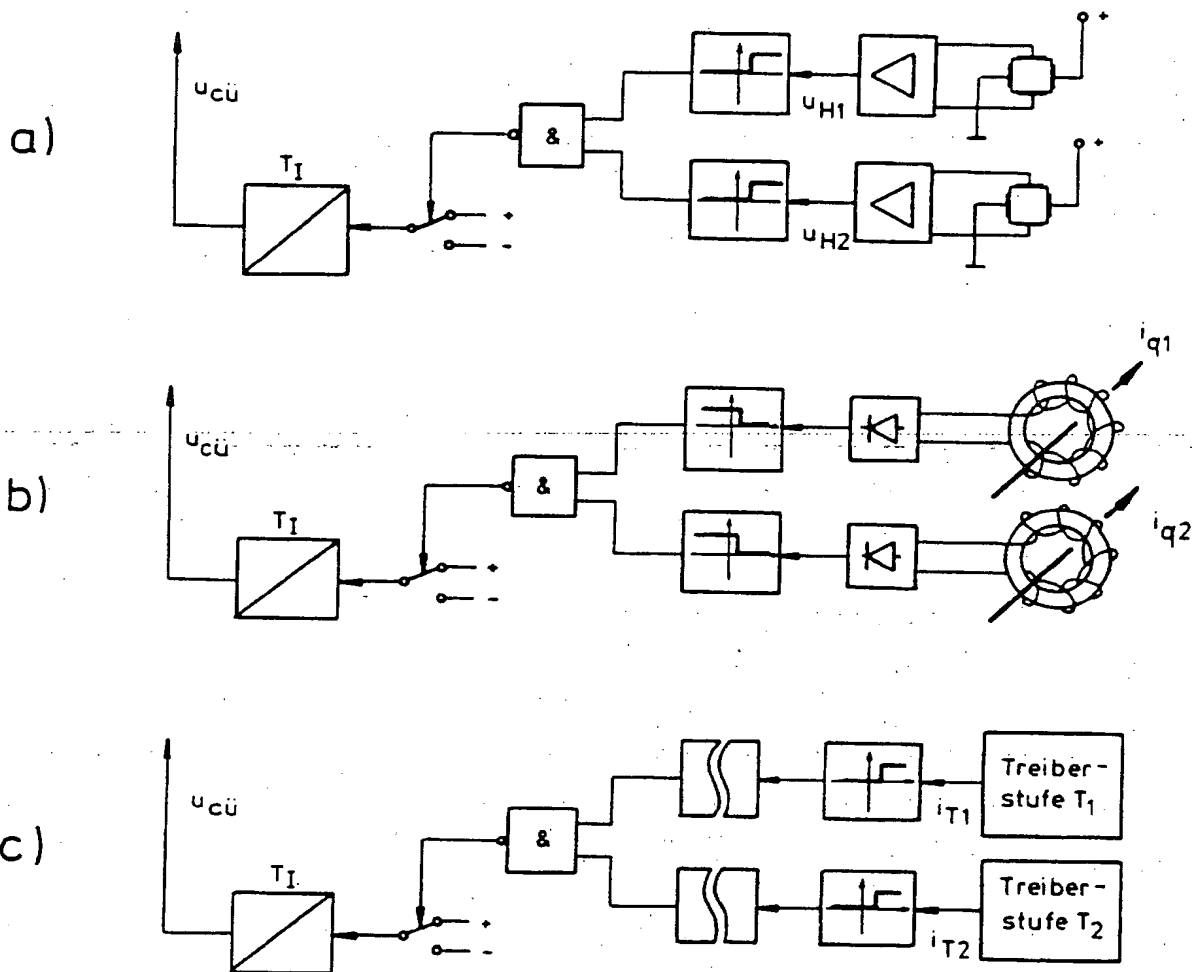 a)
u_cü
T_I
+
-
&
u_H1
u_H2
+
+
b)
u_cü
T_I
+
-
&
i_q1
i_q2
c)
u_cü
T_I
+
-
&
i_T1
i_T2
Treiber-
stufe T_1
Treiber-
stufe T_2